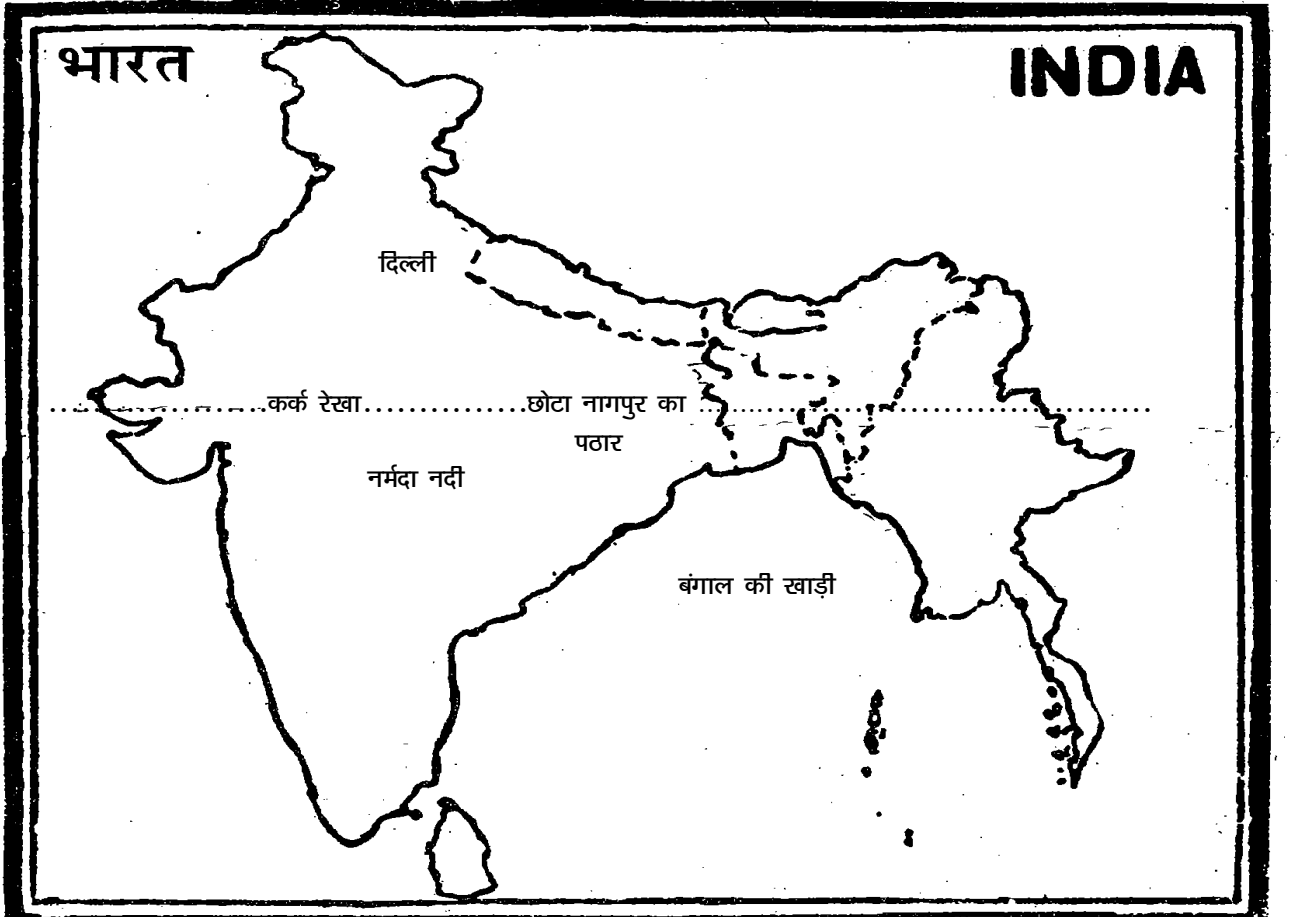 भारत
INDIA
दिल्ली
कर्क रेखा
छोटा नागपुर का
पठार
नर्मदा नदी
बंगाल की खाड़ी